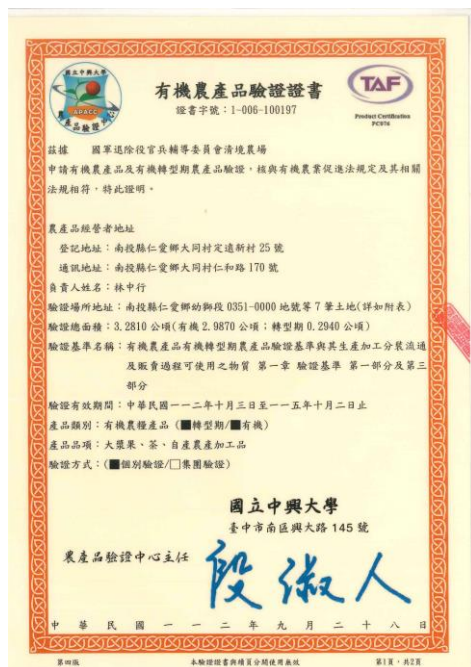 國立中興大學
APACC
農產品驗證
TAF
Product Certification
PC076
有機農產品驗證證書
證書字號：1-006-100197
茲據 國軍退除役官兵輔導委員會清境農場
申請有機農產品及有機轉型期農產品驗證，核與有機農業促進法規定及其相關
法規相符，特此證明。
農產品經營者地址
登記地址：南投縣仁愛鄉大同村定遠新村 25 號
通訊地址：南投縣仁愛鄉大同村仁和路 170 號
負責人姓名：林中行
驗證場所地址：南投縣仁愛鄉幼獅段 0351-0000 地號等 7 筆土地(詳如附表)
驗證總面積：3.2810 公頃(有機 2.9870 公頃；轉型期 0.2940 公頃)
驗證基準名稱：有機農產品有機轉型期農產品驗證基準與其生產加工分裝流通
及販賣過程可使用之物質 第一章 驗證基準 第一部分及第三
部分
驗證有效期間：中華民國一一二年十月三日至一一五年十月二日止
產品類別：有機農糧產品 (■轉型期/■有機)
產品品項：大漿果、茶、自產農產加工品
驗證方式：(■個別驗證/□集團驗證)
國立中興大學
臺中市南區興大路 145 號
農產品驗證中心主任 段淑人
中華民國一一二年九月二十八日
第四版 本驗證證書與續頁分開使用無效 第1頁，共2頁